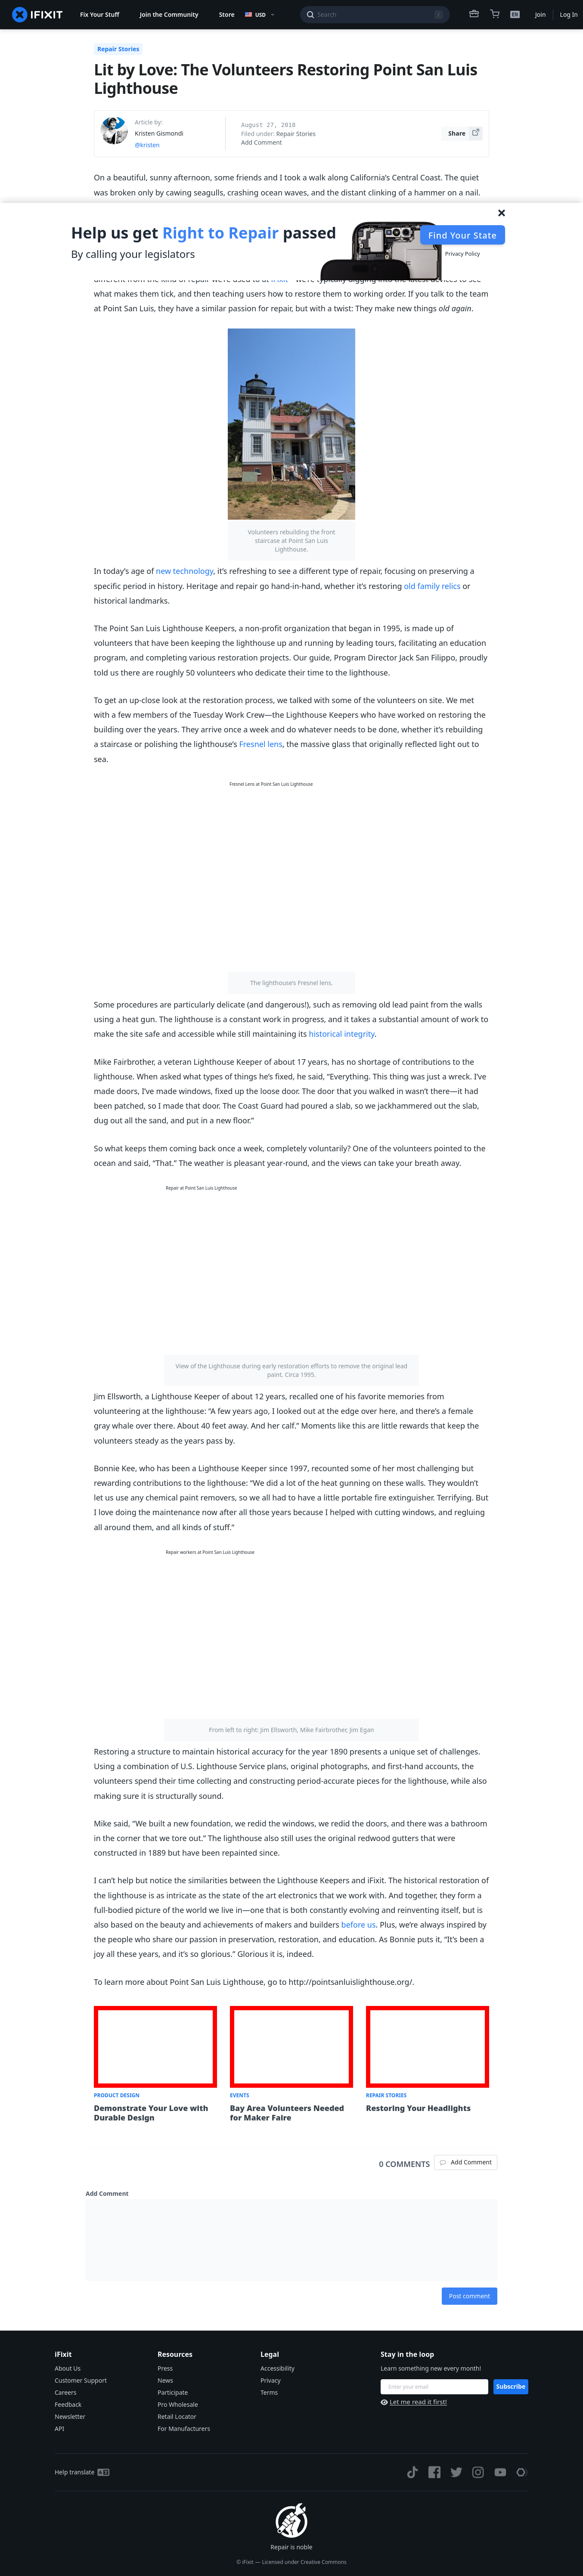 IFIXIT
Fix Your Stuff
Join the Community
Store
USD
Search
/
EN
Join
Log In
Repair Stories
Lit by Love: The Volunteers Restoring Point San Luis
Lighthouse
Article by:
Kristen Gismondi
@kristen
August 27, 2018
Filed under: Repair Stories
Add Comment
Share
On a beautiful, sunny afternoon, some friends and I took a walk along California’s Central Coast. The quiet
was broken only by cawing seagulls, crashing ocean waves, and the distant clinking of a hammer on a nail.
Help us get Right to Repair passed
By calling your legislators
Find Your State
Privacy Policy
what makes them tick, and then teaching users how to restore them to working order. If you talk to the team
at Point San Luis, they have a similar passion for repair, but with a twist: They make new things old again.
Volunteers rebuilding the front
staircase at Point San Luis
Lighthouse.
In today’s age of new technology, it’s refreshing to see a different type of repair, focusing on preserving a
specific period in history. Heritage and repair go hand-in-hand, whether it’s restoring old family relics or
historical landmarks.
The Point San Luis Lighthouse Keepers, a non-profit organization that began in 1995, is made up of
volunteers that have been keeping the lighthouse up and running by leading tours, facilitating an education
program, and completing various restoration projects. Our guide, Program Director Jack San Filippo, proudly
told us there are roughly 50 volunteers who dedicate their time to the lighthouse.
To get an up-close look at the restoration process, we talked with some of the volunteers on site. We met
with a few members of the Tuesday Work Crew—the Lighthouse Keepers who have worked on restoring the
building over the years. They arrive once a week and do whatever needs to be done, whether it’s rebuilding
a staircase or polishing the lighthouse’s Fresnel lens, the massive glass that originally reflected light out to
sea.
Fresnel Lens at Point San Luis Lighthouse
The lighthouse’s Fresnel lens.
Some procedures are particularly delicate (and dangerous!), such as removing old lead paint from the walls
using a heat gun. The lighthouse is a constant work in progress, and it takes a substantial amount of work to
make the site safe and accessible while still maintaining its historical integrity.
Mike Fairbrother, a veteran Lighthouse Keeper of about 17 years, has no shortage of contributions to the
lighthouse. When asked what types of things he’s fixed, he said, “Everything. This thing was just a wreck. I’ve
made doors, I’ve made windows, fixed up the loose door. The door that you walked in wasn’t there—it had
been patched, so I made that door. The Coast Guard had poured a slab, so we jackhammered out the slab,
dug out all the sand, and put in a new floor.”
So what keeps them coming back once a week, completely voluntarily? One of the volunteers pointed to the
ocean and said, “That.” The weather is pleasant year-round, and the views can take your breath away.
Repair at Point San Luis Lighthouse
View of the Lighthouse during early restoration efforts to remove the original lead
paint. Circa 1995.
Jim Ellsworth, a Lighthouse Keeper of about 12 years, recalled one of his favorite memories from
volunteering at the lighthouse: “A few years ago, I looked out at the edge over here, and there’s a female
gray whale over there. About 40 feet away. And her calf.” Moments like this are little rewards that keep the
volunteers steady as the years pass by.
Bonnie Kee, who has been a Lighthouse Keeper since 1997, recounted some of her most challenging but
rewarding contributions to the lighthouse: “We did a lot of the heat gunning on these walls. They wouldn’t
let us use any chemical paint removers, so we all had to have a little portable fire extinguisher. Terrifying. But
I love doing the maintenance now after all those years because I helped with cutting windows, and regluing
all around them, and all kinds of stuff.”
Repair workers at Point San Luis Lighthouse
From left to right: Jim Ellsworth, Mike Fairbrother, Jim Egan
Restoring a structure to maintain historical accuracy for the year 1890 presents a unique set of challenges.
Using a combination of U.S. Lighthouse Service plans, original photographs, and first-hand accounts, the
volunteers spend their time collecting and constructing period-accurate pieces for the lighthouse, while also
making sure it is structurally sound.
Mike said, “We built a new foundation, we redid the windows, we redid the doors, and there was a bathroom
in the corner that we tore out.” The lighthouse also still uses the original redwood gutters that were
constructed in 1889 but have been repainted since.
I can’t help but notice the similarities between the Lighthouse Keepers and iFixit. The historical restoration of
the lighthouse is as intricate as the state of the art electronics that we work with. And together, they form a
full-bodied picture of the world we live in—one that is both constantly evolving and reinventing itself, but is
also based on the beauty and achievements of makers and builders before us. Plus, we’re always inspired by
the people who share our passion in preservation, restoration, and education. As Bonnie puts it, “It’s been a
joy all these years, and it’s so glorious.” Glorious it is, indeed.
To learn more about Point San Luis Lighthouse, go to http://pointsanluislighthouse.org/.
PRODUCT DESIGN
Demonstrate Your Love with
Durable Design
EVENTS
Bay Area Volunteers Needed
for Maker Faire
REPAIR STORIES
Restoring Your Headlights
0 COMMENTS
Add Comment
Add Comment
Post comment
iFixit
About Us
Customer Support
Careers
Feedback
Newsletter
API
Resources
Press
News
Participate
Pro Wholesale
Retail Locator
For Manufacturers
Legal
Accessibility
Privacy
Terms
Stay in the loop
Learn something new every month!
Enter your email
Subscribe
Let me read it first!
Help translate
Repair is noble
© iFixit — Licensed under Creative Commons